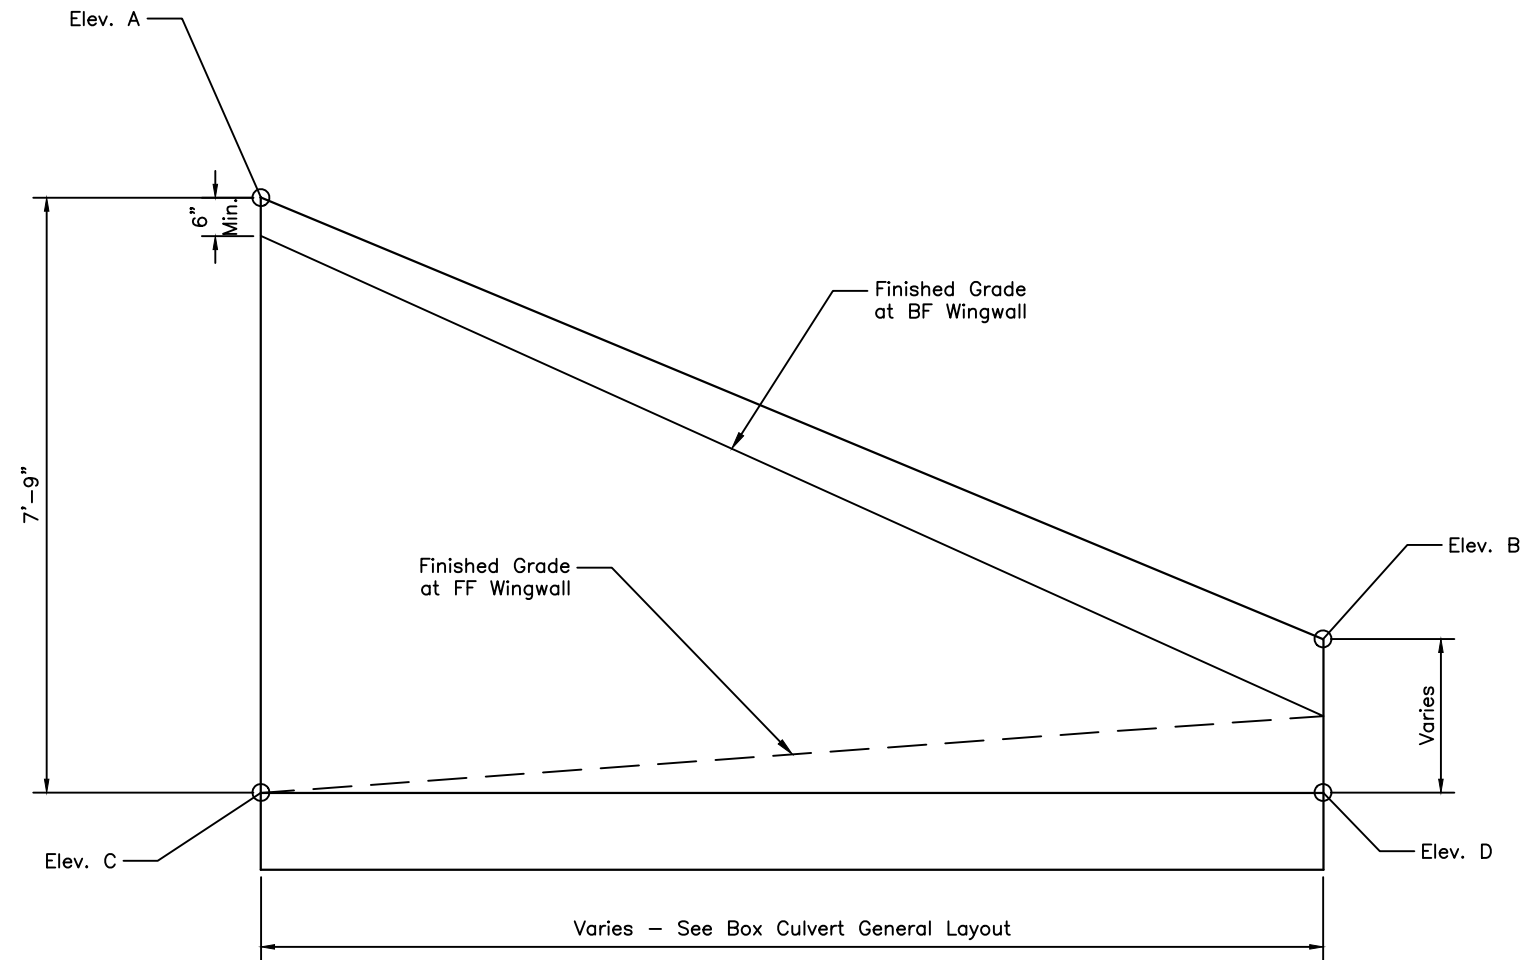 Elev. A
6"
Min.
Finished Grade
at BF Wingwall
7'-9"
Elev. B
Finished Grade
at FF Wingwall
Varies
Elev. C
Elev. D
Varies - See Box Culvert General Layout